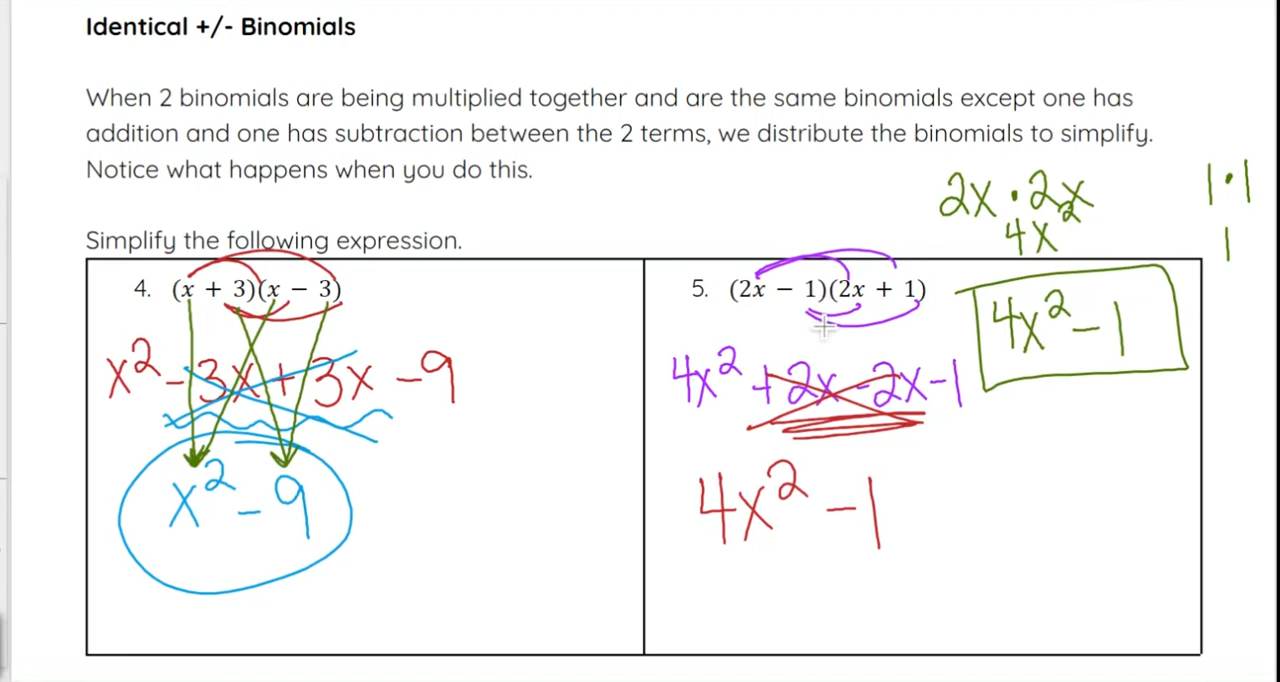 Identical +/- Binomials
When 2 binomials are being multiplied together and are the same binomials except one has
addition and one has subtraction between the 2 terms, we distribute the binomials to simplify.
Notice what happens when you do this.
2x · 2x
4x²
1·1
1
Simplify the following expression.
4. (x + 3)(x − 3)
x² - 3x + 3x - 9
x² - 9
5. (2x − 1)(2x + 1)
4x² - 1
4x² + 2x - 2x - 1
4x² - 1